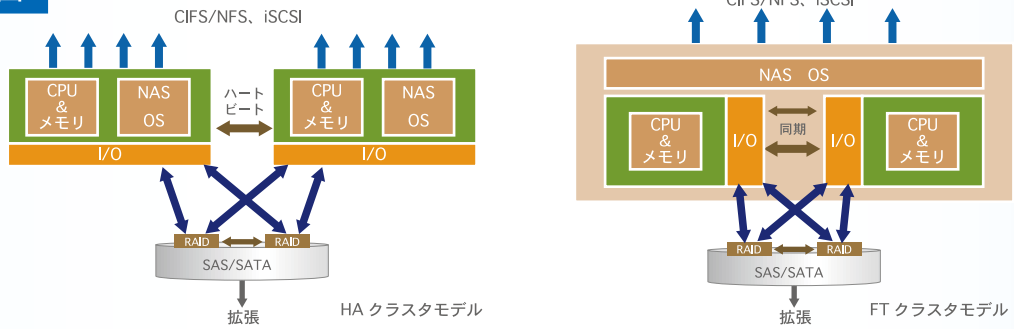 CIFS/NFS、iSCSI
CPU
&
メモリ
NAS
OS
I/O
ハート
ビート
CPU
&
メモリ
NAS
OS
I/O
RAID
RAID
SAS/SATA
拡張
HA クラスタモデル
CIFS/NFS、iSCSI
NAS OS
CPU
&
メモリ
I/O
同期
I/O
CPU
&
メモリ
RAID
RAID
SAS/SATA
拡張
FT クラスタモデル